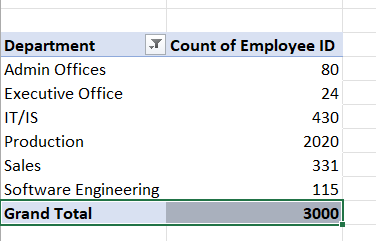 Department Count of Employee ID
Admin Offices 80
Executive Office 24
IT/IS 430
Production 2020
Sales 331
Software Engineering 115
Grand Total 3000